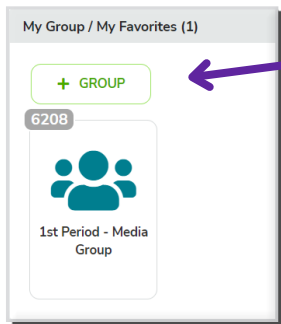 My Group / My Favorites (1)
+ GROUP
6208
1st Period - Media
Group